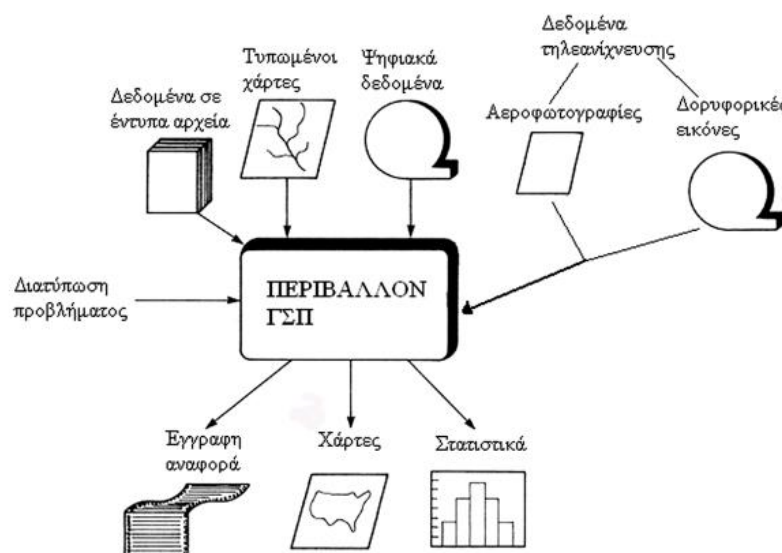 Δεδομένα
τηλεανίχνευσης
Τυπωμένοι
χάρτες
Ψηφιακά
δεδομένα
Δεδομένα σε
έντυπα αρχεία
Αεροφωτογραφίες
Δορυφορικές
εικόνες
Διατύπωση
προβλήματος
ΠΕΡΙΒΑΛΛΟΝ
ΓΣΠ
Έγγραφη
αναφορά
Χάρτες
Στατιστικά